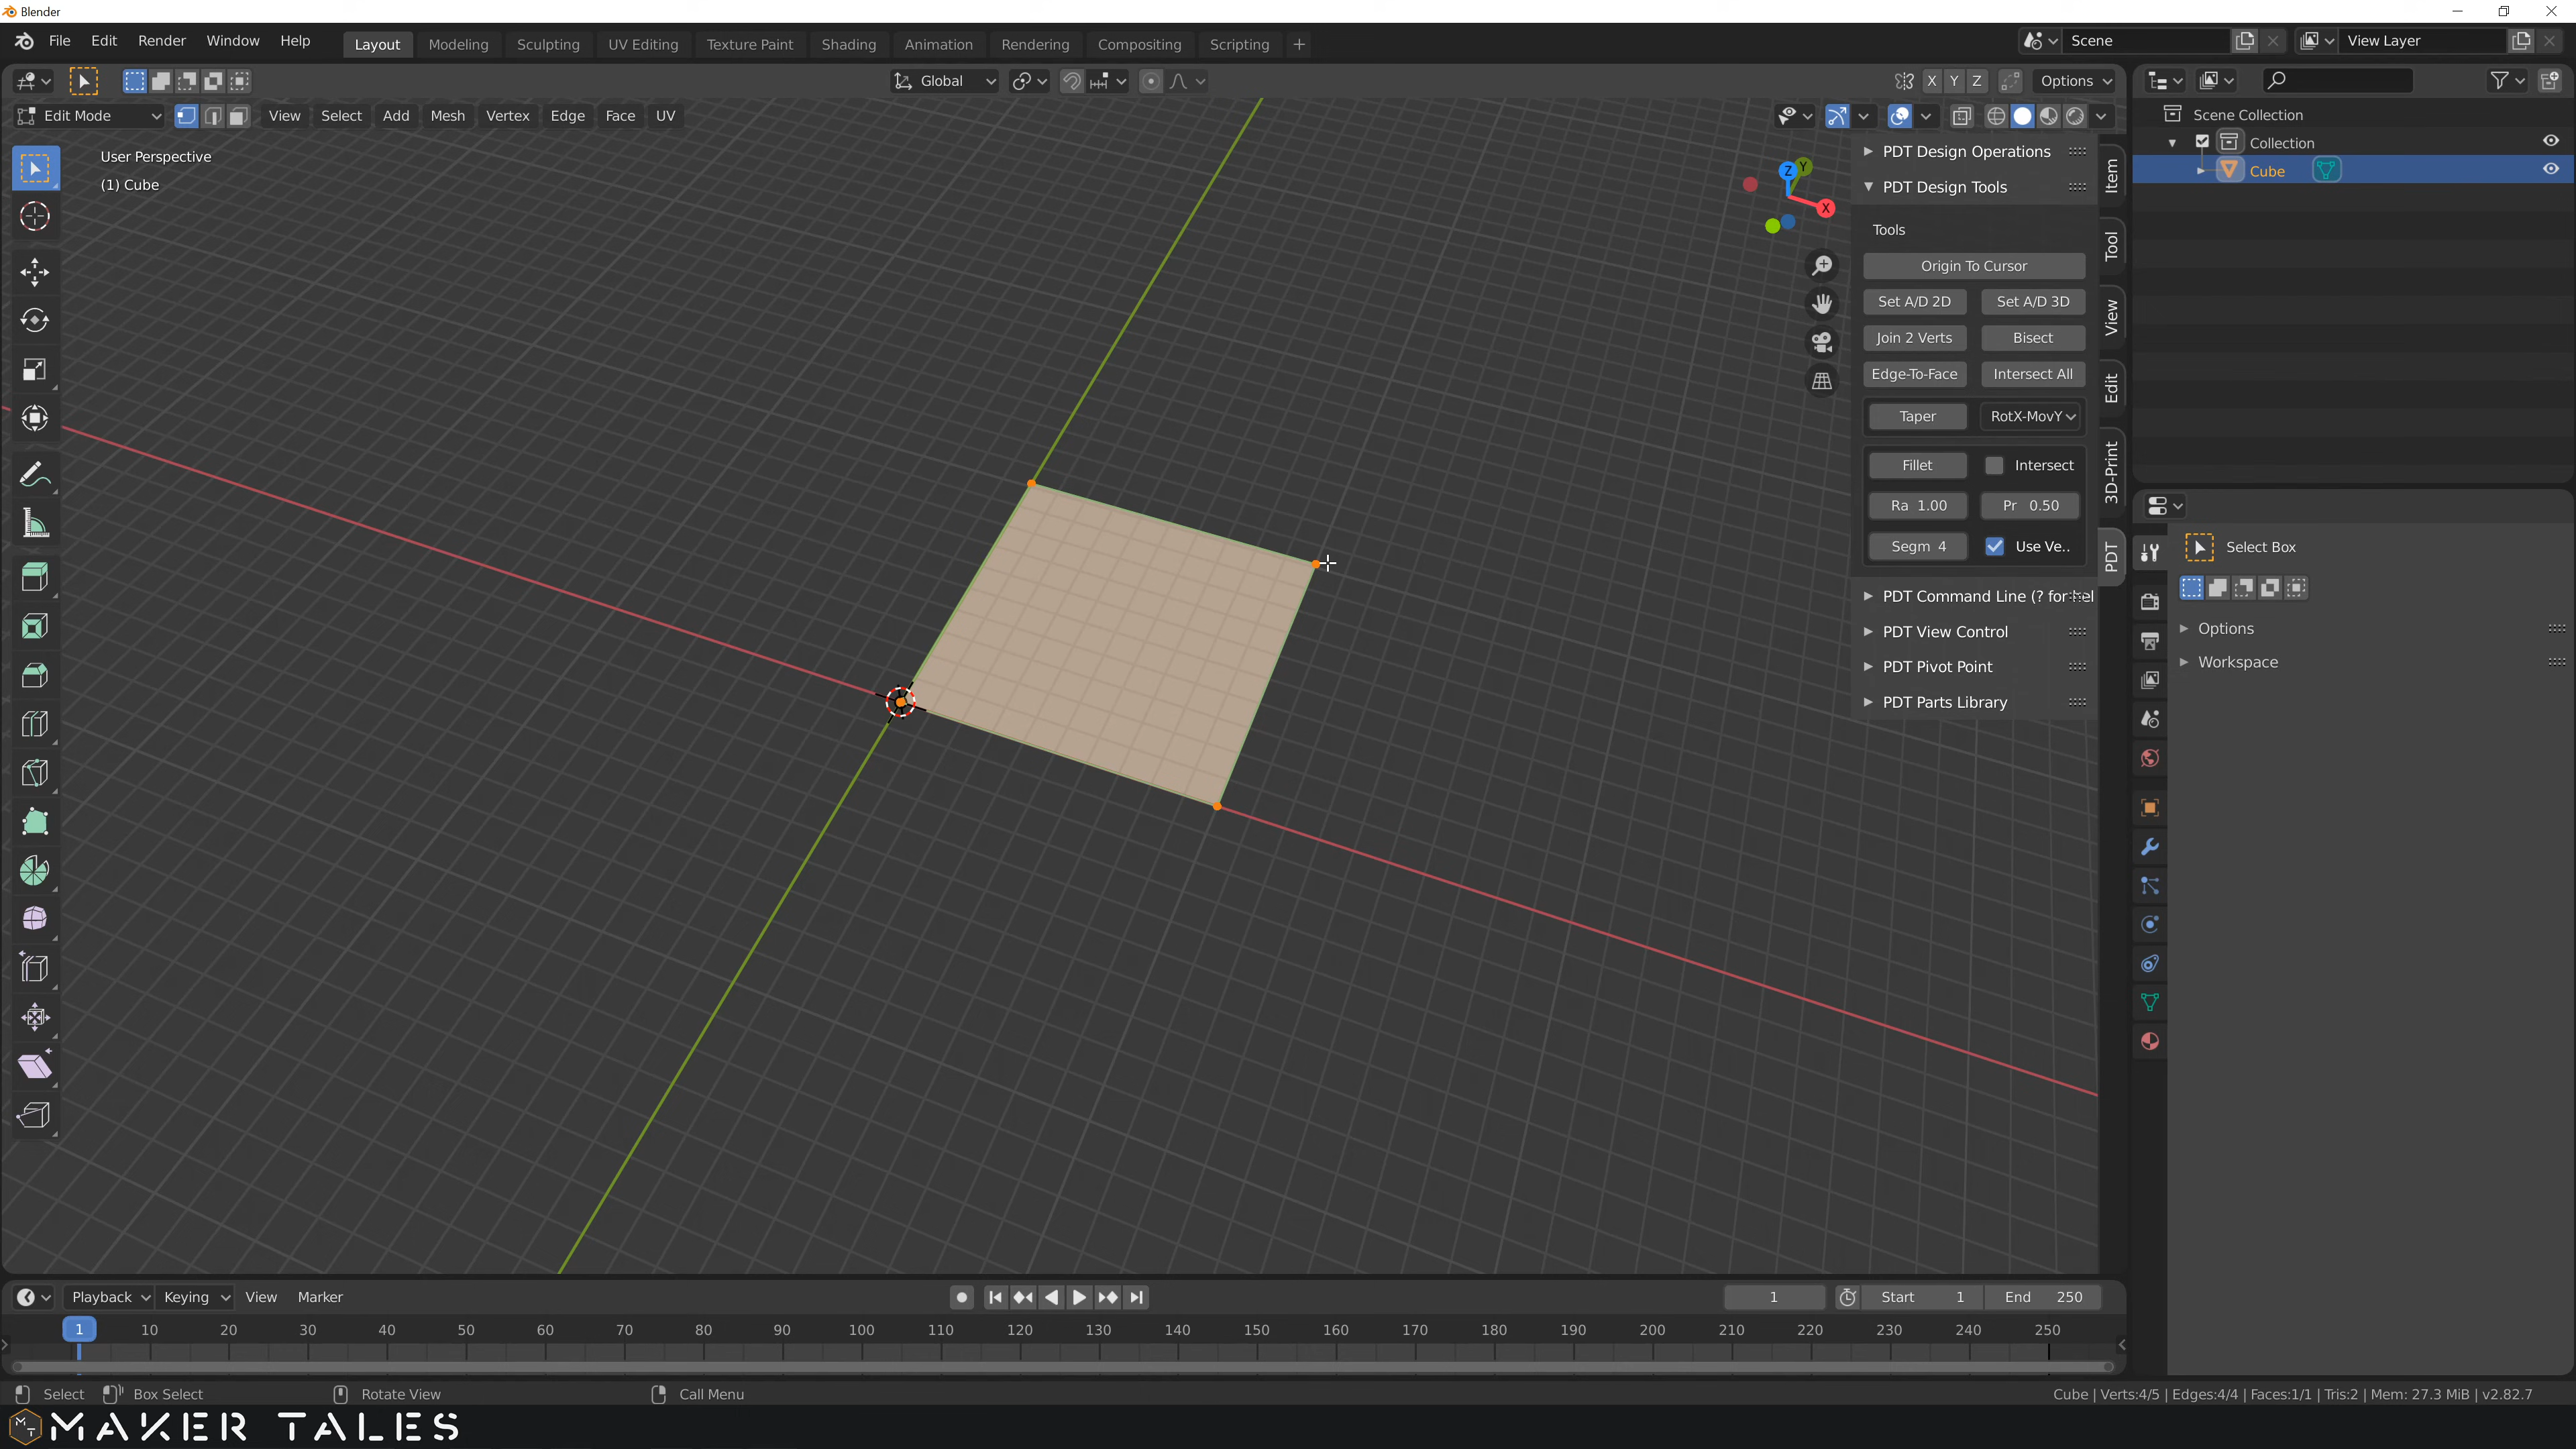 Blender
File Edit Render Window Help
Layout Modeling Sculpting UV Editing Texture Paint Shading Animation Rendering Compositing Scripting +
Scene
View Layer
Global
X Y Z
Options
Edit Mode
View Select Add Mesh Vertex Edge Face UV
User Perspective
(1) Cube
Z Y X
PDT Design Operations
PDT Design Tools
Tools
Origin To Cursor
Set A/D 2D Set A/D 3D
Join 2 Verts Bisect
Edge-To-Face Intersect All
Taper RotX-MovY
Fillet Intersect
Ra 1.00 Pr 0.50
Segm 4 Use Ve..
PDT Command Line (? for hel
PDT View Control
PDT Pivot Point
PDT Parts Library
Item
Tool
View
Edit
3D-Print
PDT
Scene Collection
Collection
Cube
Select Box
Options
Workspace
Playback Keying View Marker
1
Start 1
End 250
1 10 20 30 40 50 60 70 80 90 100 110 120 130 140 150 160 170 180 190 200 210 220 230 240 250
Select Box Select Rotate View Call Menu
Cube | Verts:4/5 | Edges:4/4 | Faces:1/1 | Tris:2 | Mem: 27.3 MiB | v2.82.7
MT MAKER TALES